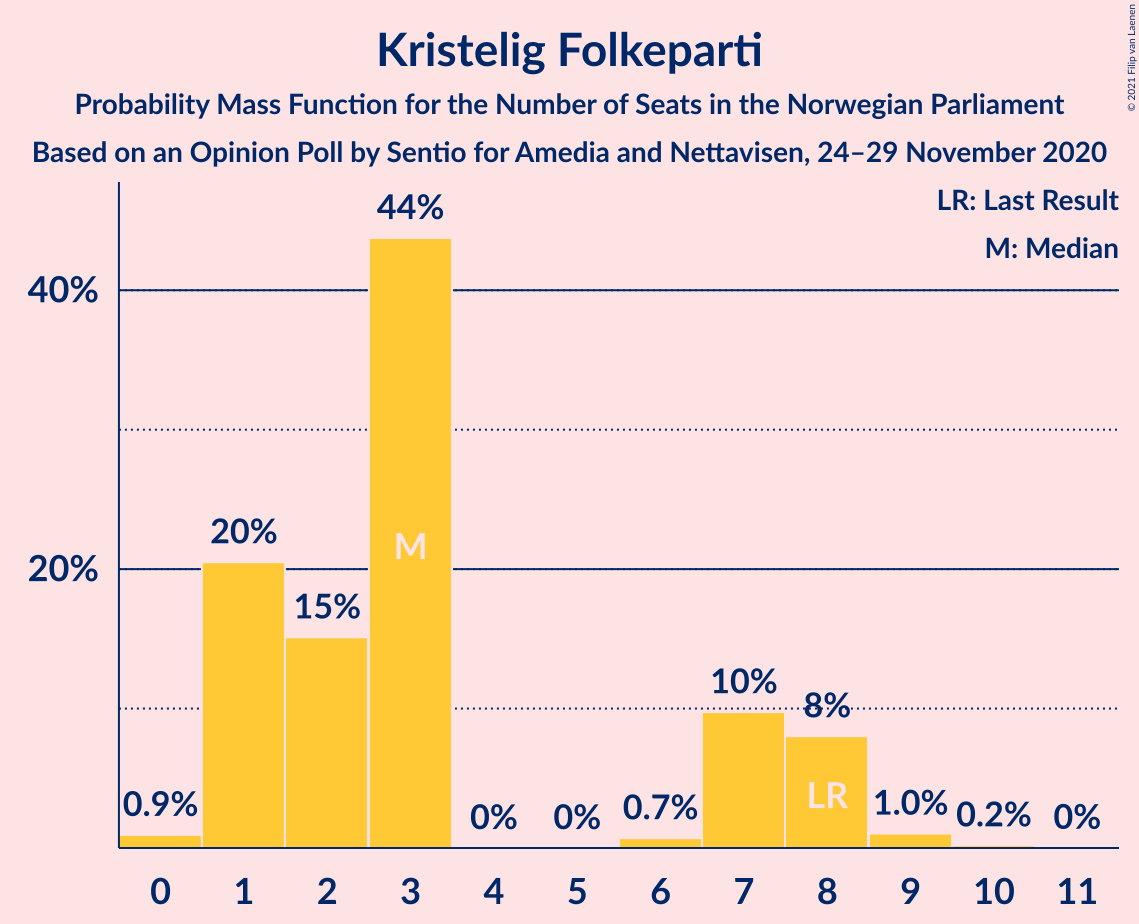 Kristelig Folkeparti
Probability Mass Function for the Number of Seats in the Norwegian Parliament
Based on an Opinion Poll by Sentio for Amedia and Nettavisen, 24–29 November 2020
© 2021 Filip van Laenen
LR: Last Result
M: Median
44%
40%
M
20%
20%
15%
10%
8%
LR
0.9%
0%
0%
0.7%
1.0%
0.2%
0%
0 1 2 3 4 5 6 7 8 9 10 11